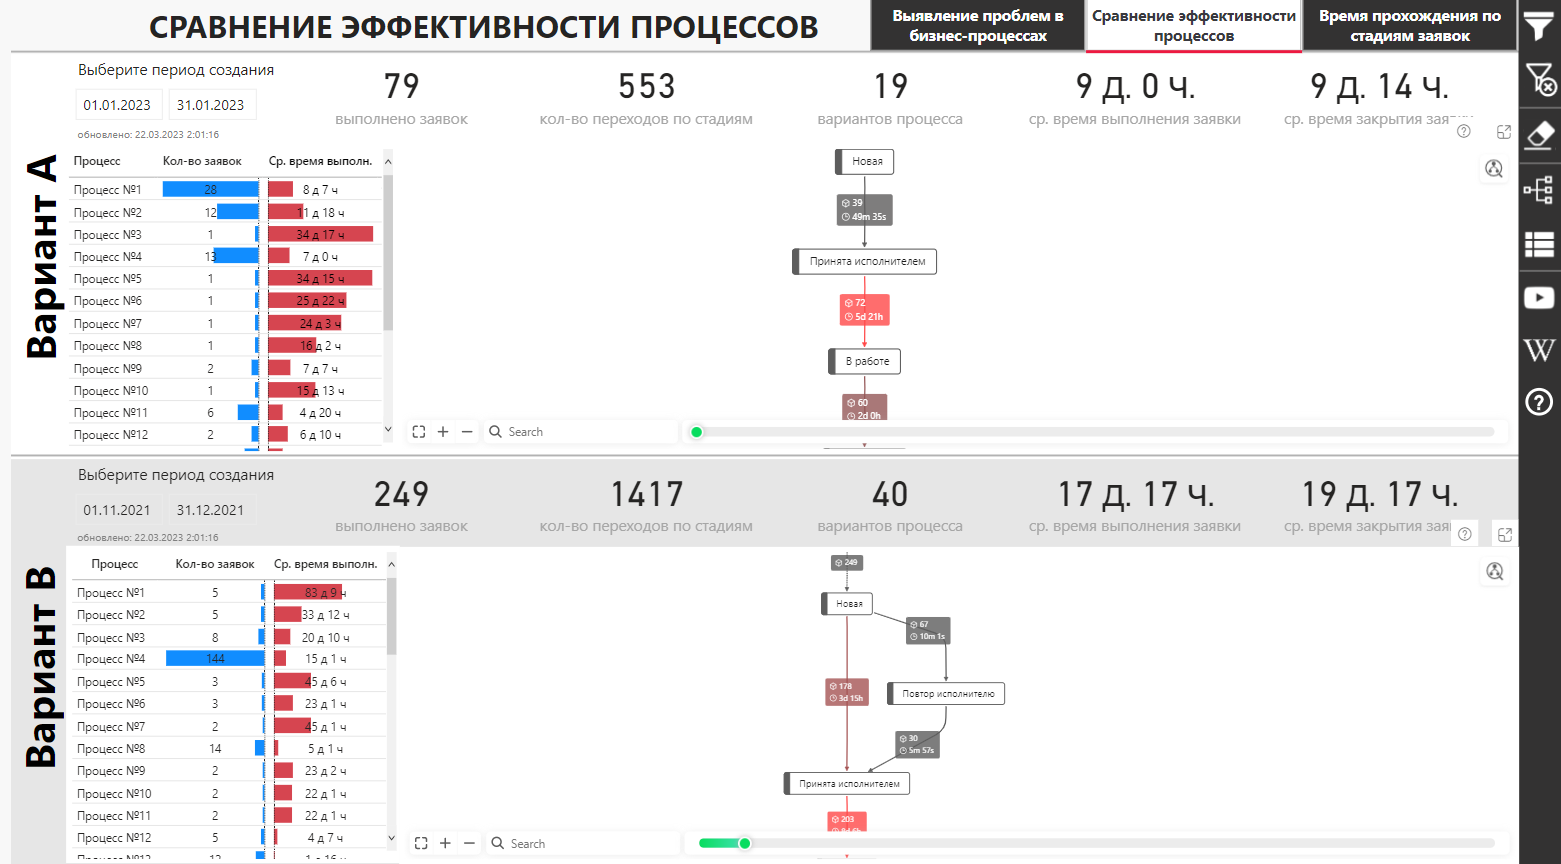 СРАВНЕНИЕ ЭФФЕКТИВНОСТИ ПРОЦЕССОВ
Выявление проблем в
бизнес-процессах
Сравнение эффективности
процессов
Время прохождения по
стадиям заявок
Вариант А
Выберите период создания
01.01.2023 31.01.2023
обновлено: 22.03.2023 2:01:16
79
выполнено заявок
553
кол-во переходов по стадиям
19
вариантов процесса
9 д. 0 ч.
ср. время выполнения заявки
9 д. 14 ч.
ср. время закрытия
Процесс Кол-во заявок Ср. время выполн.
Процесс №1 28 8 д 7 ч
Процесс №2 12 11 д 18 ч
Процесс №3 1 34 д 17 ч
Процесс №4 13 7 д 0 ч
Процесс №5 1 34 д 15 ч
Процесс №6 1 25 д 22 ч
Процесс №7 1 24 д 3 ч
Процесс №8 1 16 д 2 ч
Процесс №9 2 7 д 7 ч
Процесс №10 1 15 д 13 ч
Процесс №11 6 4 д 20 ч
Процесс №12 2 6 д 10 ч
Новая
39
49m 35s
Принята исполнителем
72
5d 21h
В работе
60
2d 0h
Search
W
Вариант В
Выберите период создания
01.11.2021 31.12.2021
обновлено: 22.03.2023 2:01:16
249
выполнено заявок
1417
кол-во переходов по стадиям
40
вариантов процесса
17 д. 17 ч.
ср. время выполнения заявки
19 д. 17 ч.
ср. время закрытия
Процесс Кол-во заявок Ср. время выполн.
Процесс №1 5 83 д 9 ч
Процесс №2 5 33 д 12 ч
Процесс №3 8 20 д 10 ч
Процесс №4 144 15 д 1 ч
Процесс №5 3 45 д 6 ч
Процесс №6 3 23 д 1 ч
Процесс №7 2 45 д 1 ч
Процесс №8 14 5 д 1 ч
Процесс №9 2 23 д 2 ч
Процесс №10 2 22 д 1 ч
Процесс №11 2 22 д 1 ч
Процесс №12 5 4 д 7 ч
249
Новая
67
10m 1s
178
3d 15h
Повтор исполнителю
30
5m 57s
Принята исполнителем
203
Search